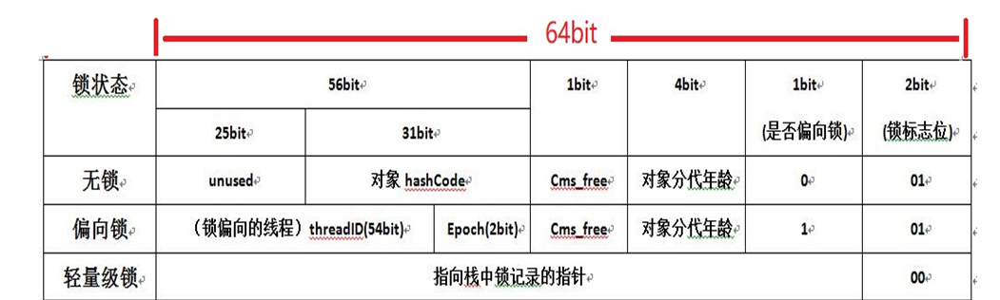 64bit
锁状态 56bit 1bit 4bit 1bit 2bit
25bit 31bit (是否偏向锁) (锁标志位)
无锁 unused 对象 hashCode Cms_free 对象分代年龄 0 01
偏向锁 （锁偏向的线程）threadID(54bit) Epoch(2bit) Cms_free 对象分代年龄 1 01
轻量级锁 指向栈中锁记录的指针 00